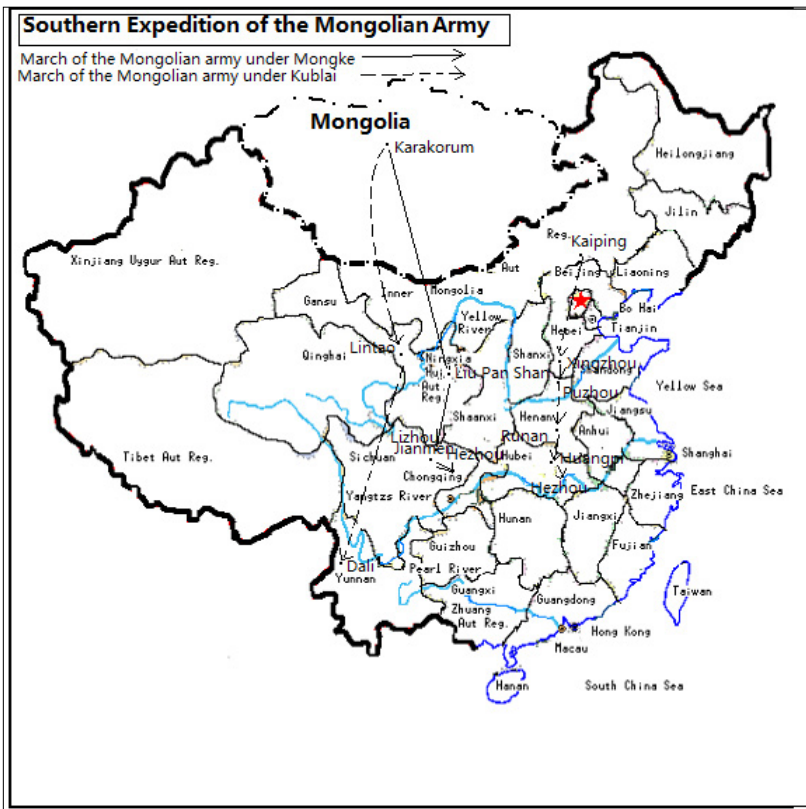 Southern Expedition of the Mongolian Army
March of the Mongolian army under Mongke
March of the Mongolian army under Kublai
Mongolia
Karakorum
Heilongjiang
Jilin
Reg.
Kaiping
Xinjiang Uygur Aut Reg.
Aut
Beijing
Liaoning
Inner
Mongolia
Gansu
Bo Hai
Yellow
River
Hebei
Tianjin
Lintao
Qinghai
Ningxia
Hui
Aut
Reg.
Shanxi
Xingzhou
Shandong
Liu Pan Shan
Puzhou
Yellow Sea
Shaanxi
Henan
Jiangsu
Anhui
Lizhou
Runan
Jianmen
Hezhou
Hubei
Huangpi
Shanghai
Tibet Aut Reg.
Sichuan
Chongqing
Hezhou
East China Sea
Yangtzs River
Zhejiang
Hunan
Jiangxi
Guizhou
Fujian
Dali
Yunnan
Pearl River
Guangxi
Zhuang
Aut Reg.
Guangdong
Taiwan
Hong Kong
Macau
Hanan
South China Sea